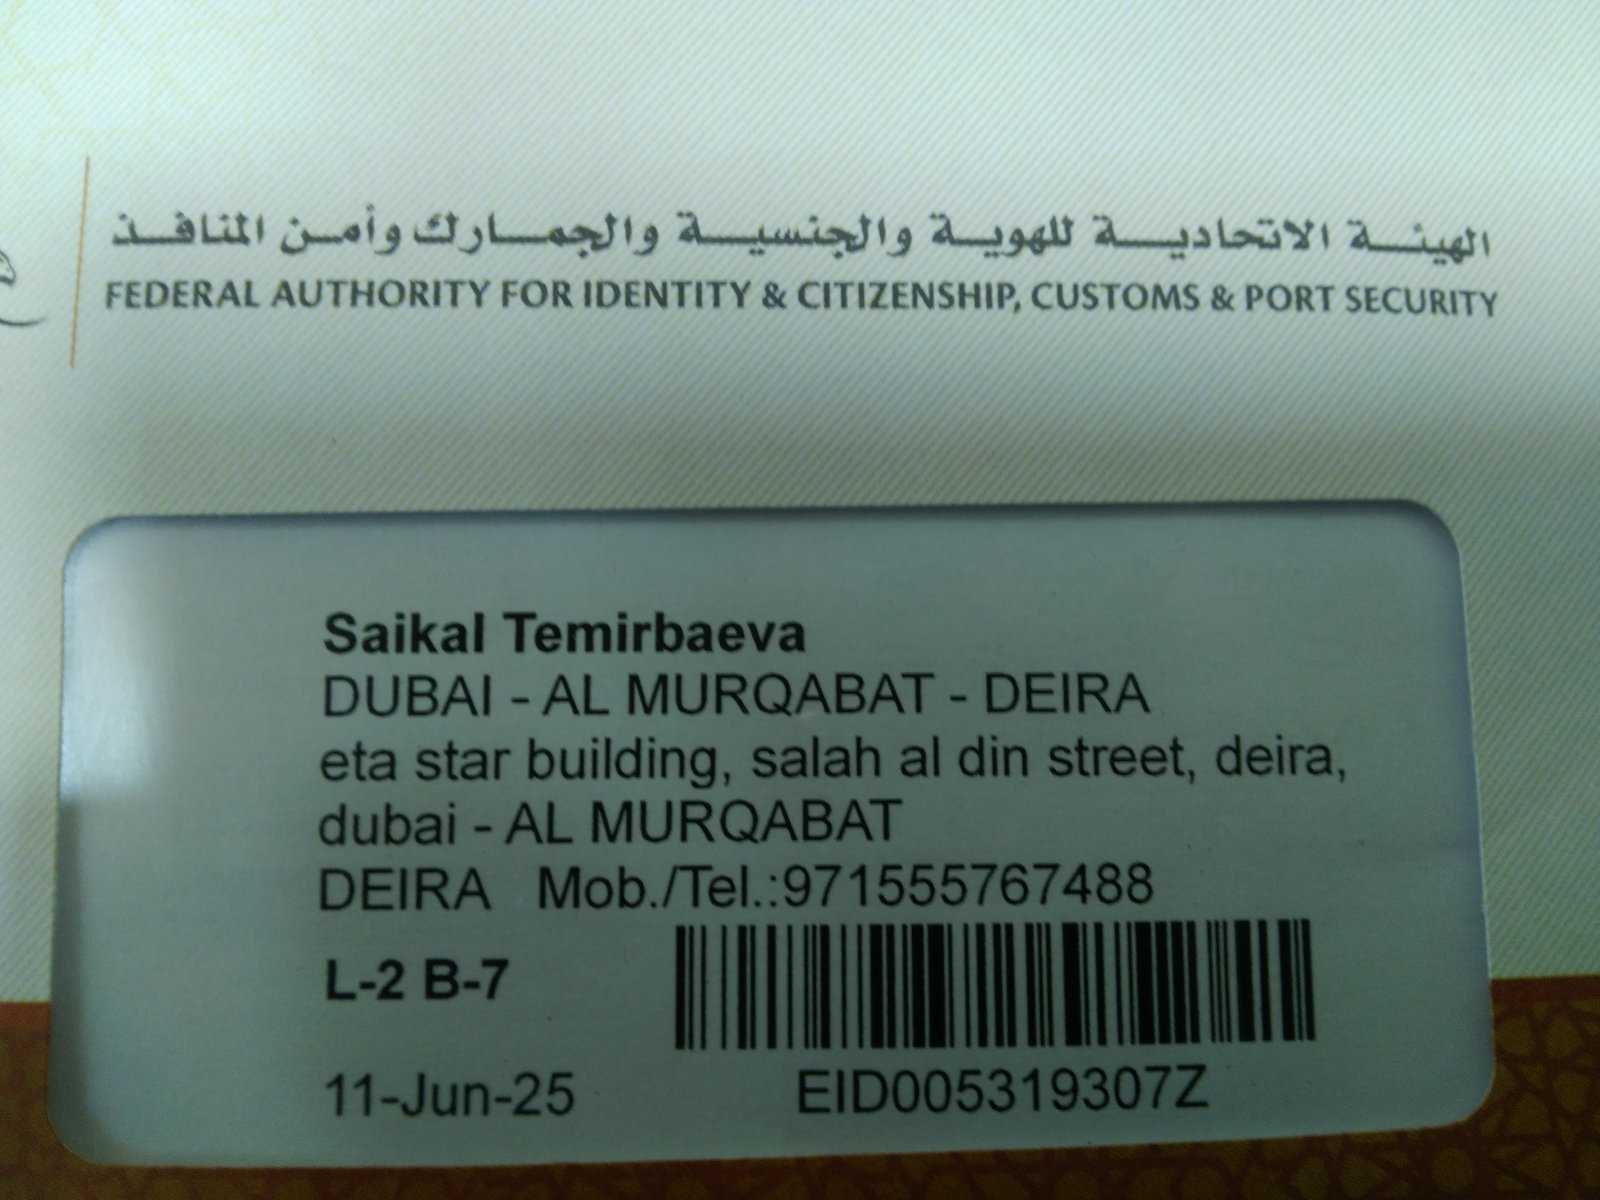 الهيئة الاتحادية للهوية والجنسية والجمارك وأمن المنافذ
FEDERAL AUTHORITY FOR IDENTITY & CITIZENSHIP, CUSTOMS & PORT SECURITY
Saikal Temirbaeva
DUBAI - AL MURQABAT - DEIRA
eta star building, salah al din street, deira,
dubai - AL MURQABAT
DEIRA Mob./Tel.:971555767488
L-2 B-7
11-Jun-25 EID005319307Z